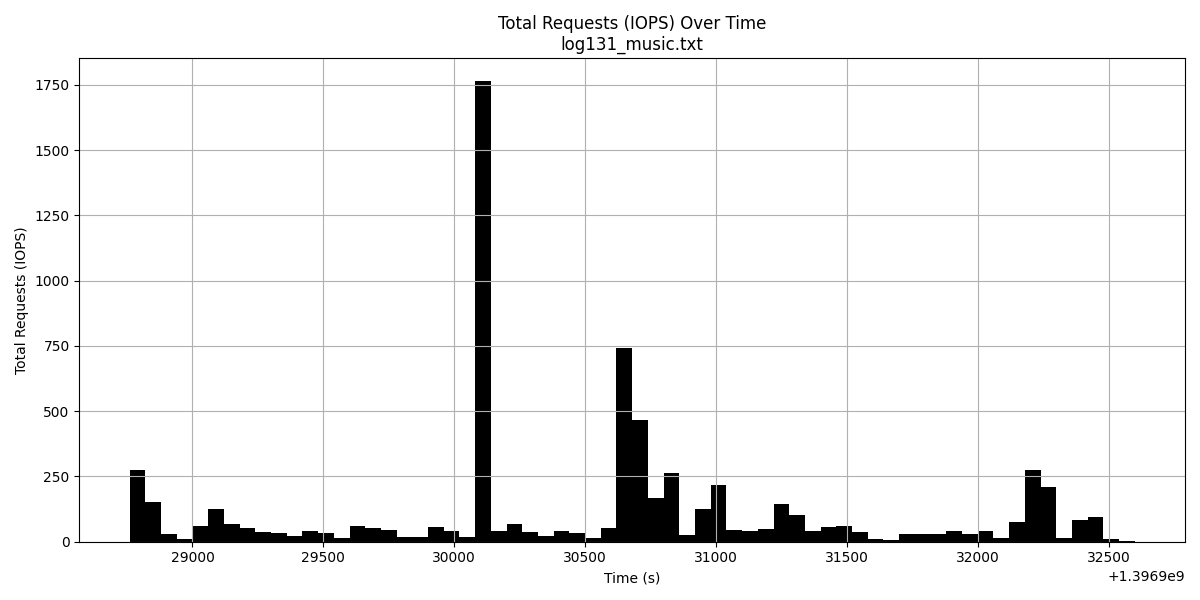 Total Requests (IOPS) Over Time
log131_music.txt
Total Requests (IOPS)
1750
1500
1250
1000
750
500
250
0
29000 29500 30000 30500 31000 31500 32000 32500
Time (s)
+1.3969e9